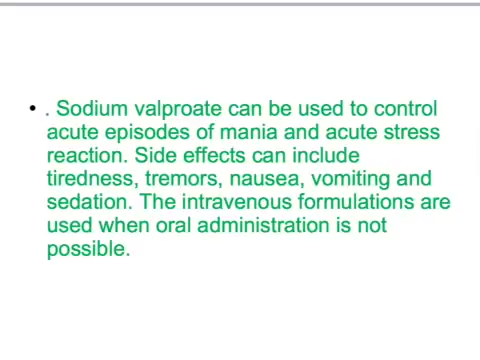 • . Sodium valproate can be used to control
acute episodes of mania and acute stress
reaction. Side effects can include
tiredness, tremors, nausea, vomiting and
sedation. The intravenous formulations are
used when oral administration is not
possible.